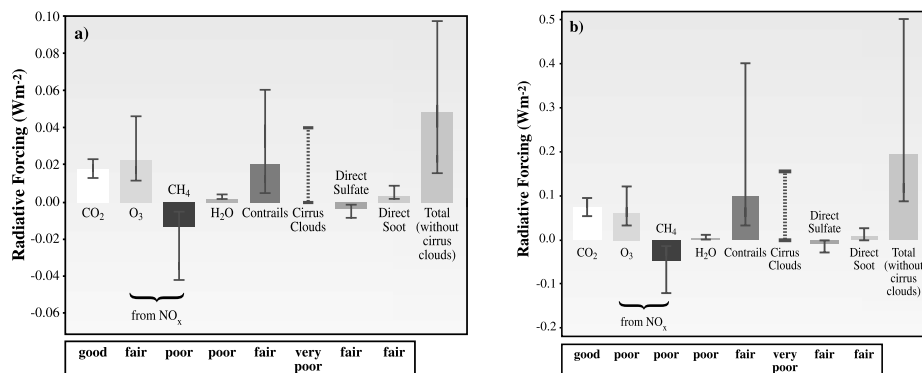 a)
Radiative Forcing (Wm-2)
0.10
0.08
0.06
0.04
0.02
0.00
-0.02
-0.04
-0.06
CO2
O3
CH4
H2O
Contrails
Cirrus
Clouds
Direct
Sulfate
Direct
Soot
Total
(without
cirrus
clouds)
from NOx
good fair poor poor fair very fair fair
poor
b)
Radiative Forcing (Wm-2)
0.5
0.4
0.3
0.2
0.1
0.0
-0.1
-0.2
CO2
O3
CH4
H2O
Contrails
Cirrus
Clouds
Direct
Sulfate
Direct
Soot
Total
(without
cirrus
clouds)
from NOx
good poor poor poor fair very fair fair
poor